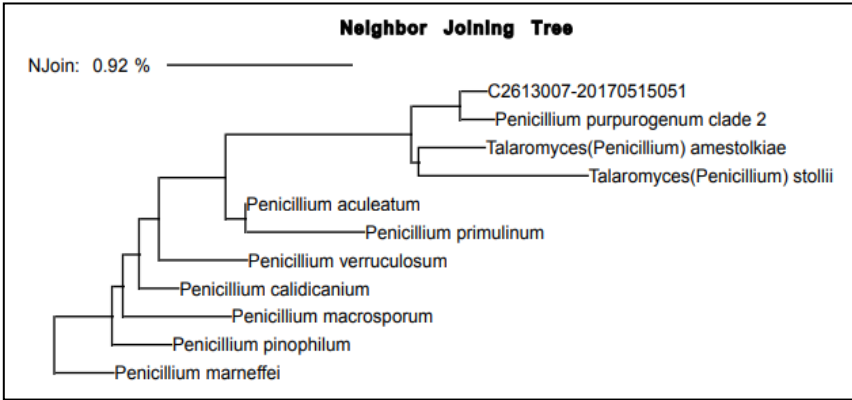 Neighbor Joining Tree
NJoin: 0.92 %
C2613007-20170515051
Penicillium purpurogenum clade 2
Talaromyces(Penicillium) amestolkiae
Talaromyces(Penicillium) stollii
Penicillium aculeatum
Penicillium primulinum
Penicillium verruculosum
Penicillium calidicanium
Penicillium macrosporum
Penicillium pinophilum
Penicillium marneffei